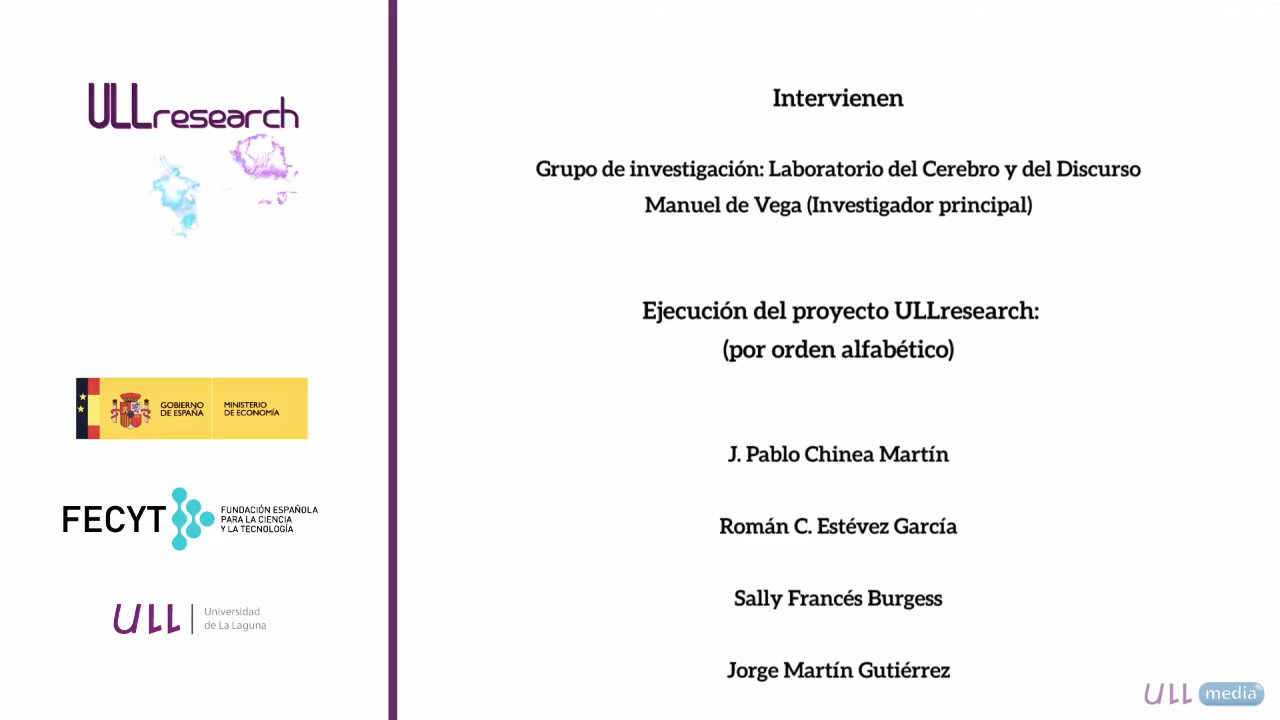 ULLresearch
GOBIERNO
DE ESPAÑA
MINISTERIO
DE ECONOMÍA
FECYT
FUNDACIÓN ESPAÑOLA
PARA LA CIENCIA
Y LA TECNOLOGÍA
ULL
Universidad
de La Laguna
Intervienen
Grupo de investigación: Laboratorio del Cerebro y del Discurso
Manuel de Vega (Investigador principal)
Ejecución del proyecto ULLresearch:
(por orden alfabético)
J. Pablo Chinea Martín
Román C. Estévez García
Sally Francés Burgess
Jorge Martín Gutiérrez
ULL media